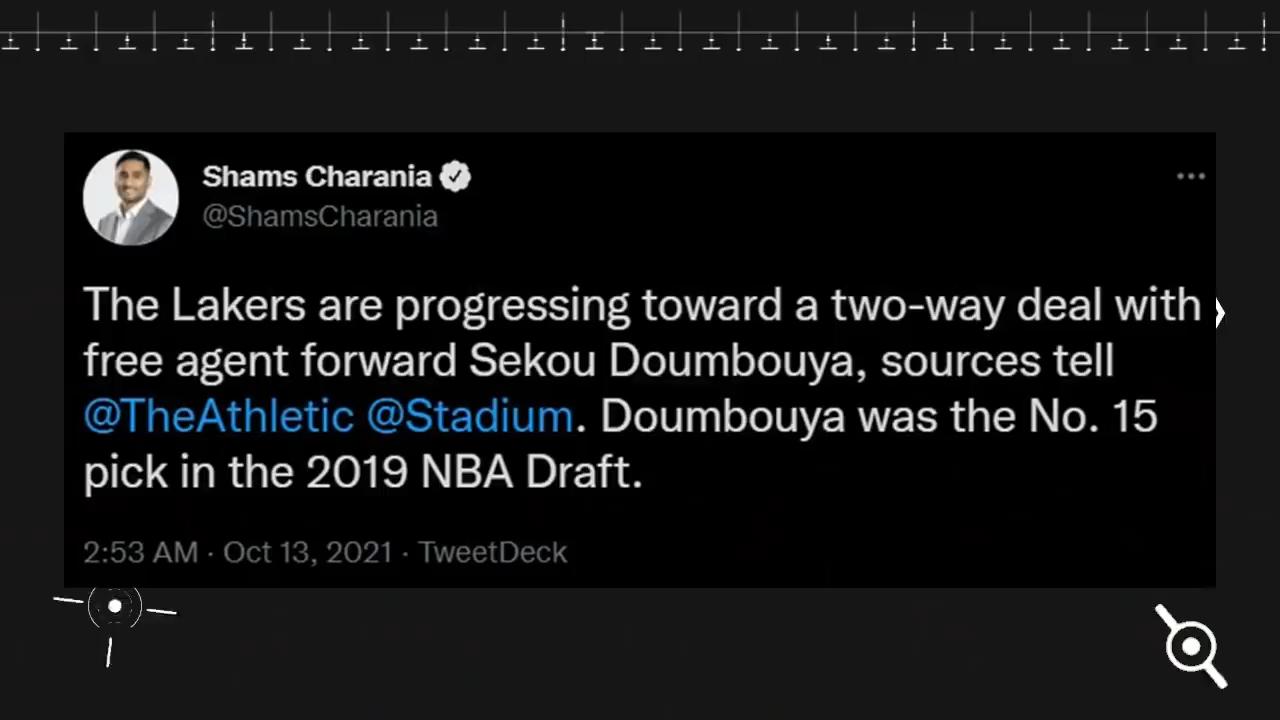 Shams Charania
@ShamsCharania
The Lakers are progressing toward a two-way deal with
free agent forward Sekou Doumbouya, sources tell
@TheAthletic @Stadium. Doumbouya was the No. 15
pick in the 2019 NBA Draft.
2:53 AM · Oct 13, 2021 · TweetDeck